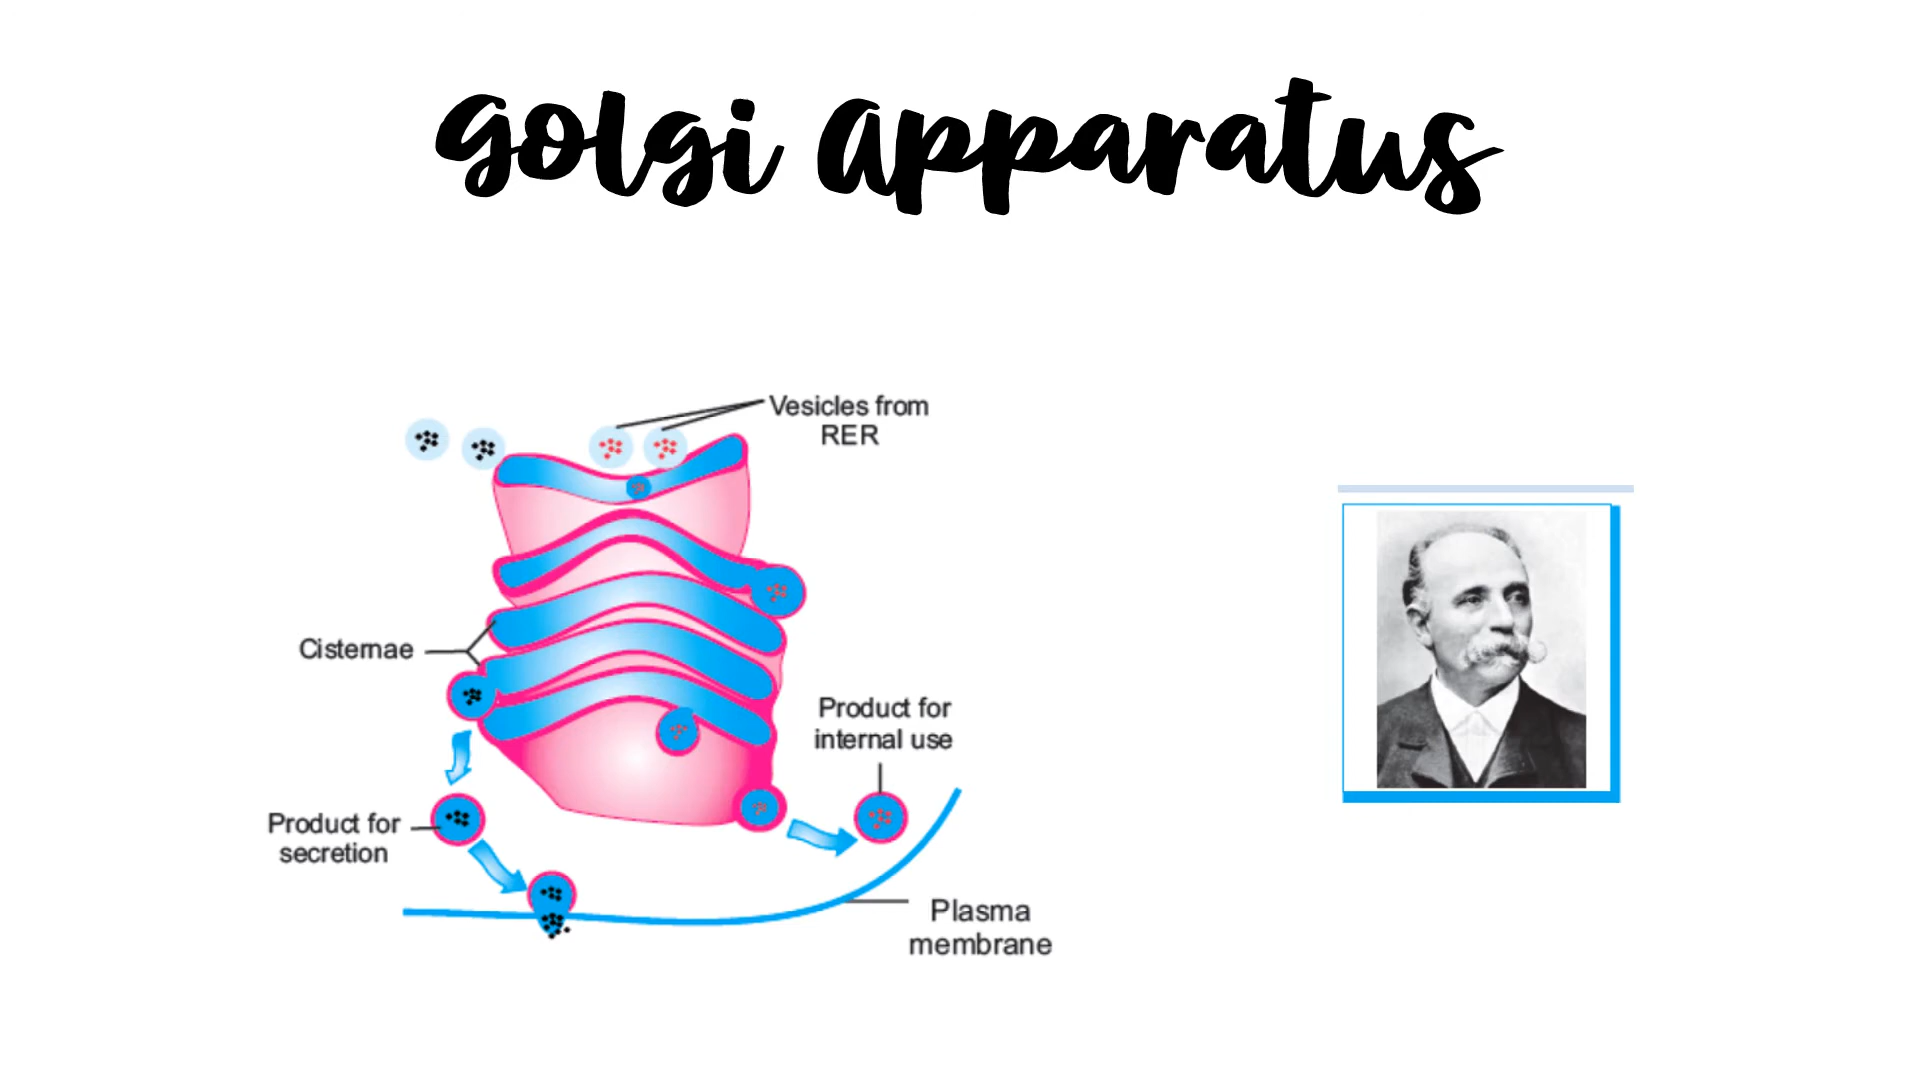 Golgi Apparatus
Vesicles from
RER
Cisternae
Product for
internal use
Product for
secretion
Plasma
membrane